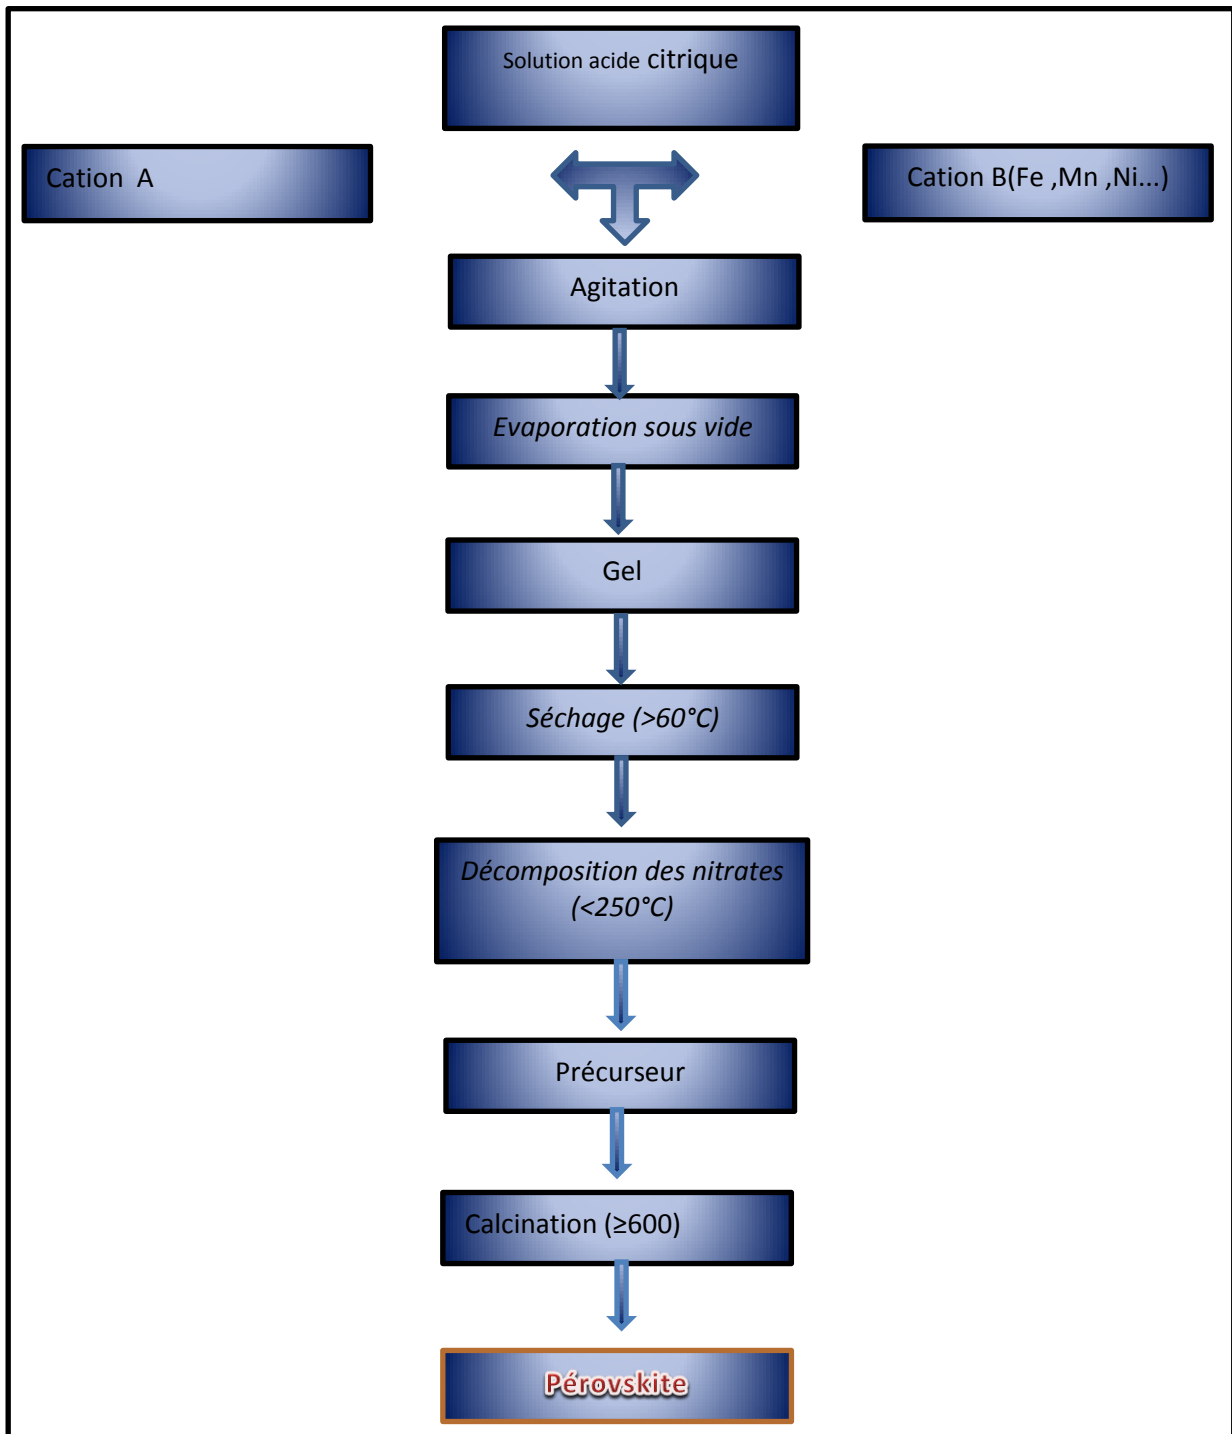 Solution acide citrique
Cation  A
Cation B(Fe ,Mn ,Ni...)
Agitation
Evaporation sous vide
Gel
Séchage (>60°C)
Décomposition des nitrates
(<250°C)
Précurseur
Calcination (≥600)
Pérovskite